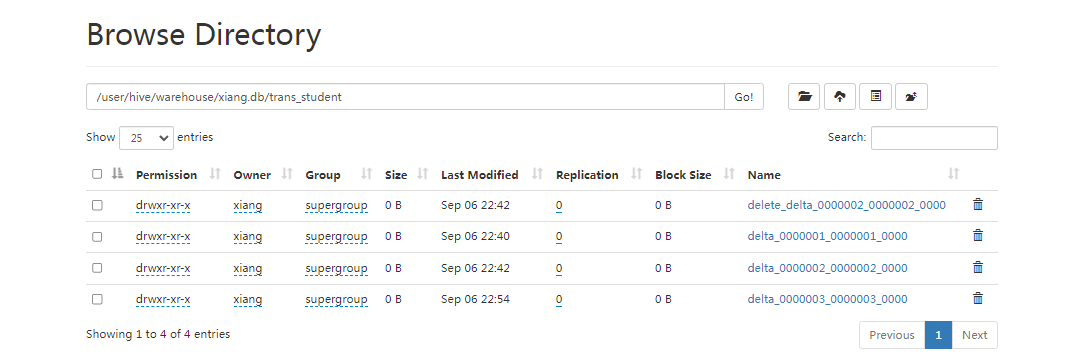 Browse Directory
/user/hive/warehouse/xiang.db/trans_student Go!
Show 25 entries Search:
Permission Owner Group Size Last Modified Replication Block Size Name
drwxr-xr-x xiang supergroup 0 B Sep 06 22:42 0 0 B delete_delta_0000002_0000002_0000
drwxr-xr-x xiang supergroup 0 B Sep 06 22:40 0 0 B delta_0000001_0000001_0000
drwxr-xr-x xiang supergroup 0 B Sep 06 22:42 0 0 B delta_0000002_0000002_0000
drwxr-xr-x xiang supergroup 0 B Sep 06 22:54 0 0 B delta_0000003_0000003_0000
Showing 1 to 4 of 4 entries Previous 1 Next